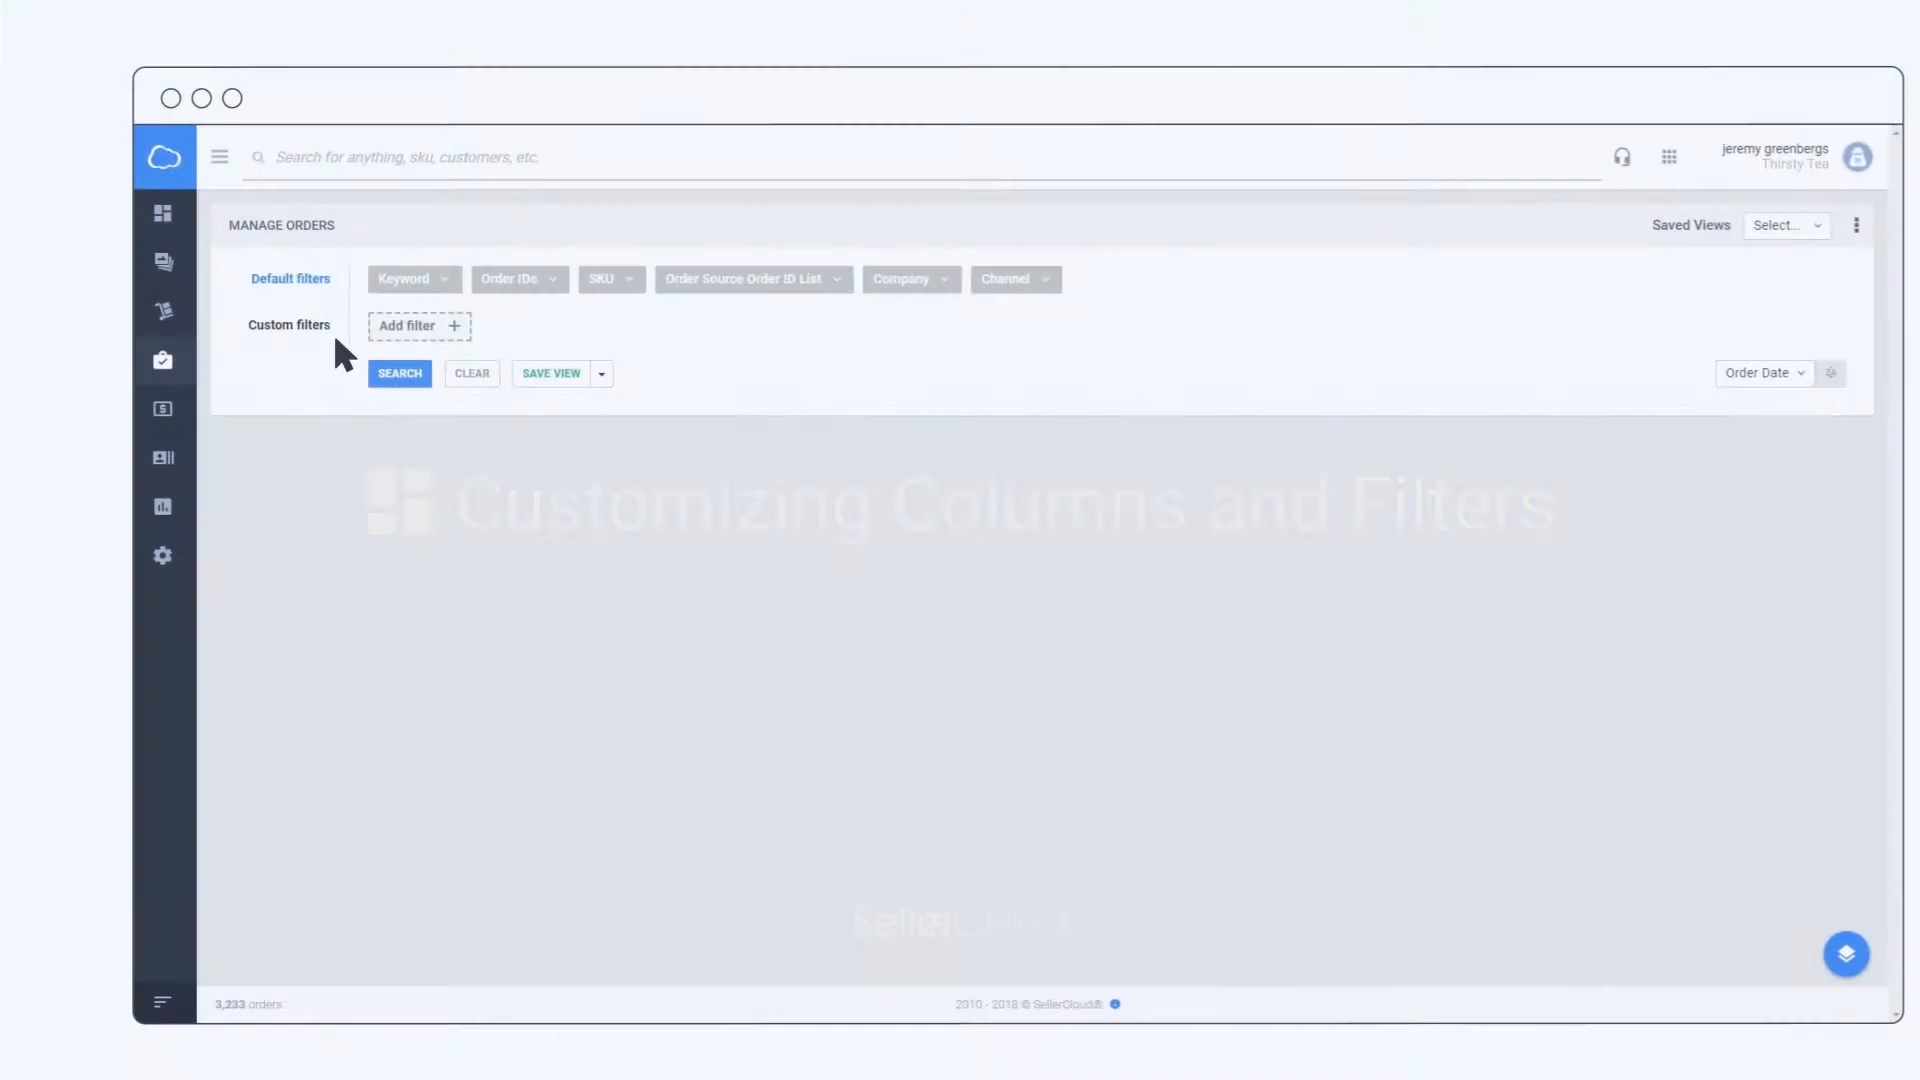 Search for anything, sku, customers, etc.
jeremy greenbergs
Thirsty Tea
MANAGE ORDERS
Saved Views
Select...
Default filters
Keyword
Order IDs
SKU
Order Source Order ID List
Company
Channel
Custom filters
Add filter
SEARCH
CLEAR
SAVE VIEW
Order Date
Customizing Columns and Filters
SellerCloud
3,233 orders
2010 - 2018 © SellerCloud®